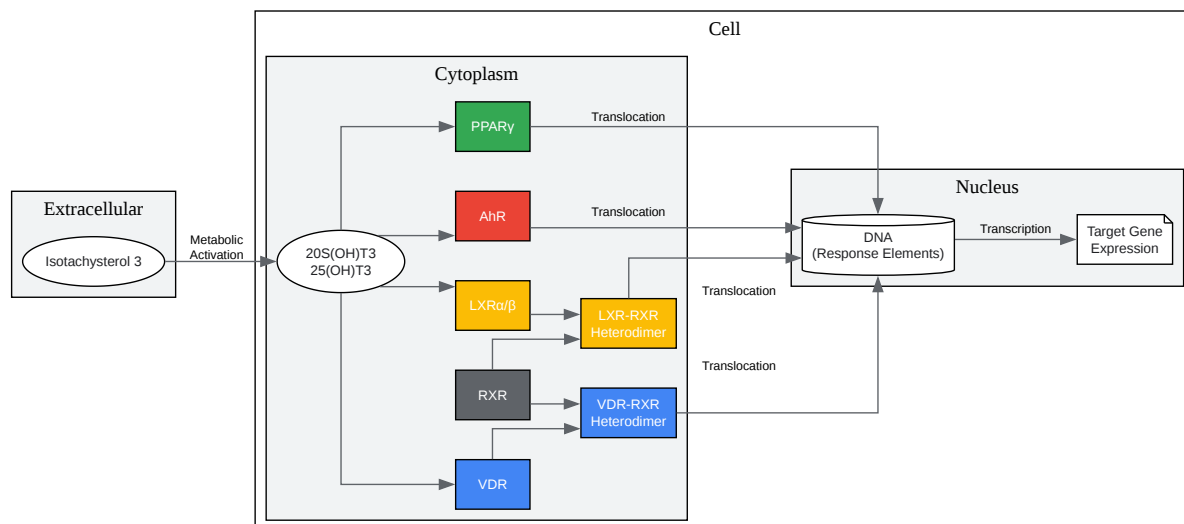 Cell
Cytoplasm
PPARγ
Translocation
Nucleus
Extracellular
AhR
Translocation
DNA
(Response Elements)
Transcription
Target Gene
Expression
Metabolic
Activation
Isotachysterol 3
20S(OH)T3
25(OH)T3
LXRα/β
LXR-RXR
Heterodimer
Translocation
RXR
VDR-RXR
Heterodimer
Translocation
VDR